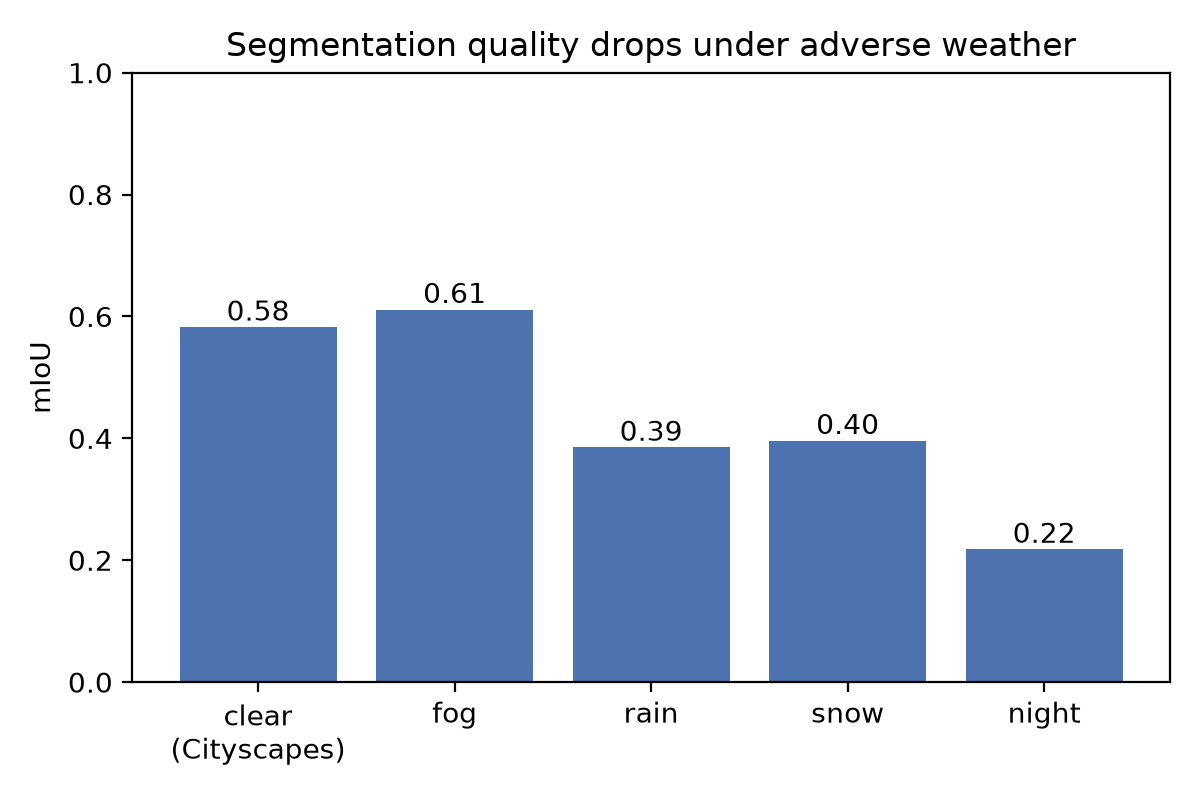 Segmentation quality drops under adverse weather
mIoU
1.0
0.8
0.6
0.4
0.2
0.0
0.58
0.61
0.39
0.40
0.22
clear
(Cityscapes)
fog
rain
snow
night